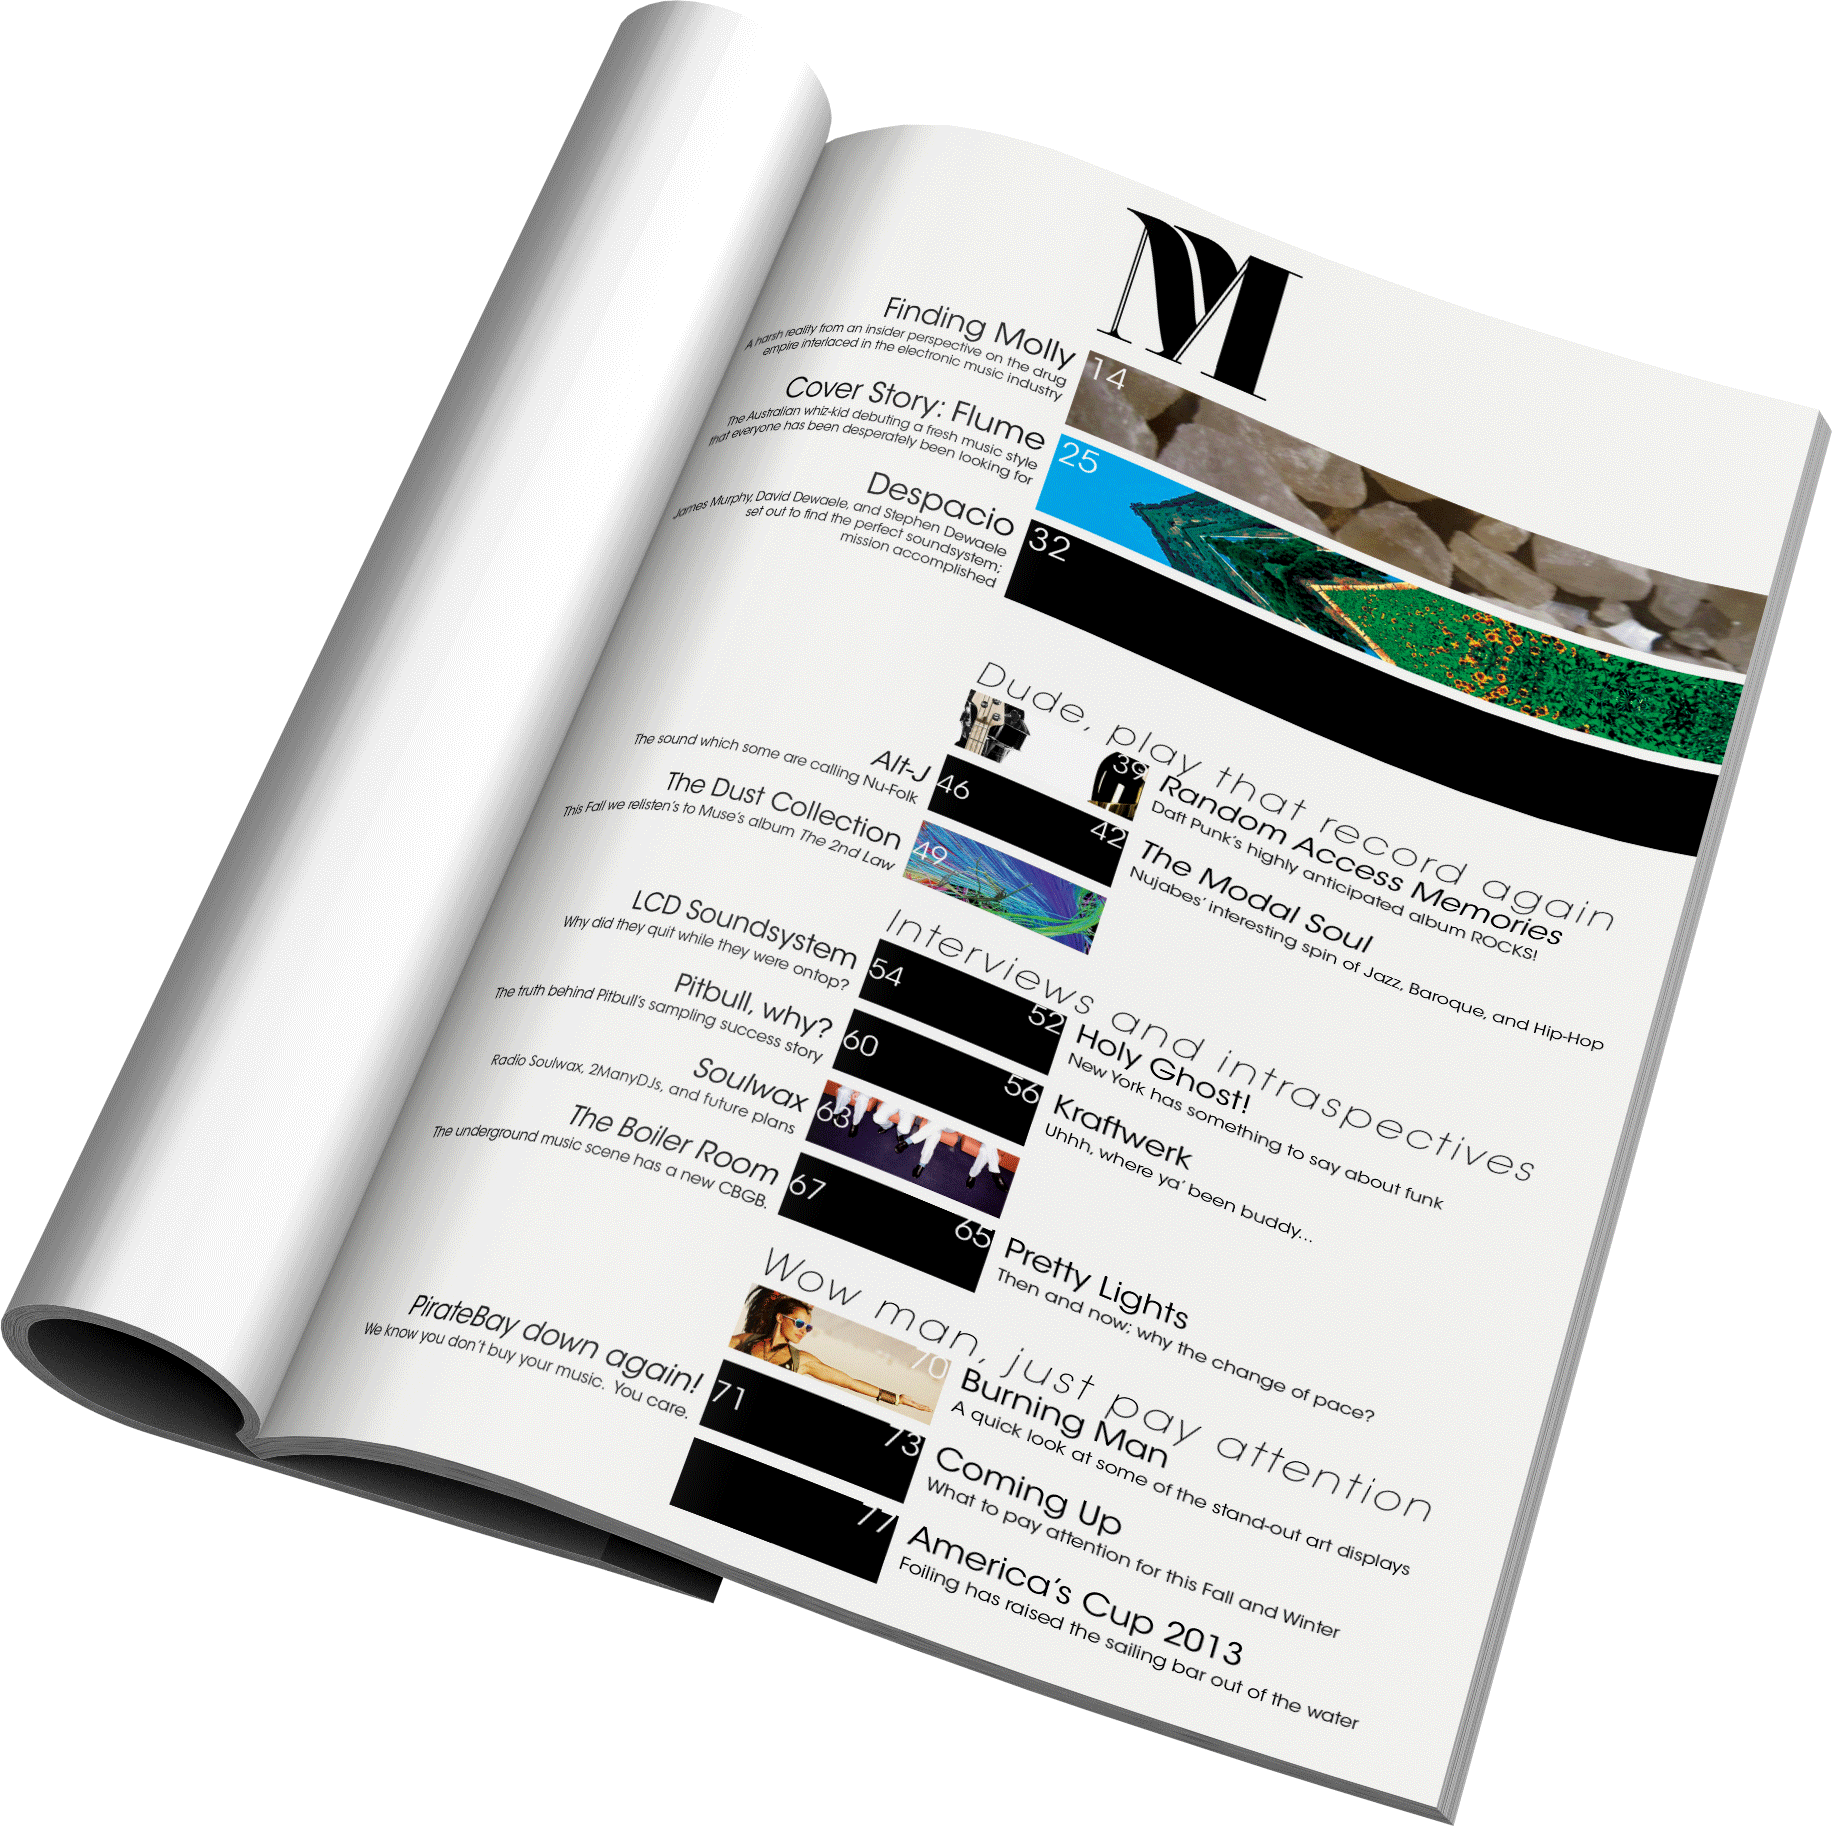 M
Finding Molly
A harsh reality from an insider perspective on the drug
empire interlaced in the electronic music industry
14
Cover Story: Flume
The Australian whiz-kid debuting a fresh music style
that everyone has been desperately been looking for
25
Despacio
James Murphy, David Dewaele, and Stephen Dewaele
set out to find the perfect soundsystem;
mission accomplished
32
Dude, play that record again
39
Random Access Memories
Daft Punk's highly anticipated album ROCKS!
Alt-J
The sound which some are calling Nu-Folk
46
42
The Modal Soul
Nujabes' interesting spin of Jazz, Baroque, and Hip-Hop
The Dust Collection
This Fall we relisten's to Muse's album The 2nd Law
49
Interviews and intraspectives
LCD Soundsystem
Why did they quit while they were ontop?
54
52
Holy Ghost!
New York has something to say about funk
Pitbull, why?
The truth behind Pitbull's sampling success story
60
56
Kraftwerk
Uhhh, where ya' been buddy...
Soulwax
Radio Soulwax, 2ManyDJs, and future plans
63
The Boiler Room
The underground music scene has a new CBGB.
67
65
Pretty Lights
Then and now; why the change of pace?
Wow man, just pay attention
70
Burning Man
A quick look at some of the stand-out art displays
PirateBay down again!
We know you don't buy your music. You care.
71
73
Coming Up
What to pay attention for this Fall and Winter
77
America's Cup 2013
Foiling has raised the sailing bar out of the water